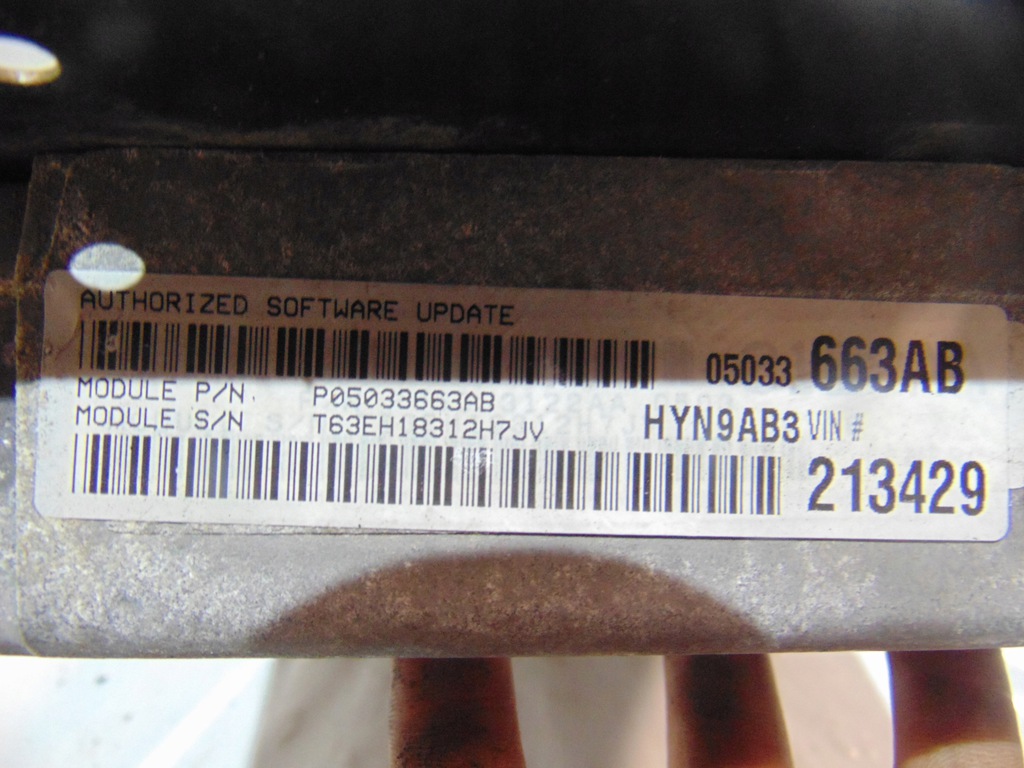 AUTHORIZED SOFTWARE UPDATE
05033 663AB
MODULE P/N. P05033663AB
MODULE S/N T63EH18312H7JV
HYN9AB3 VIN #
213429